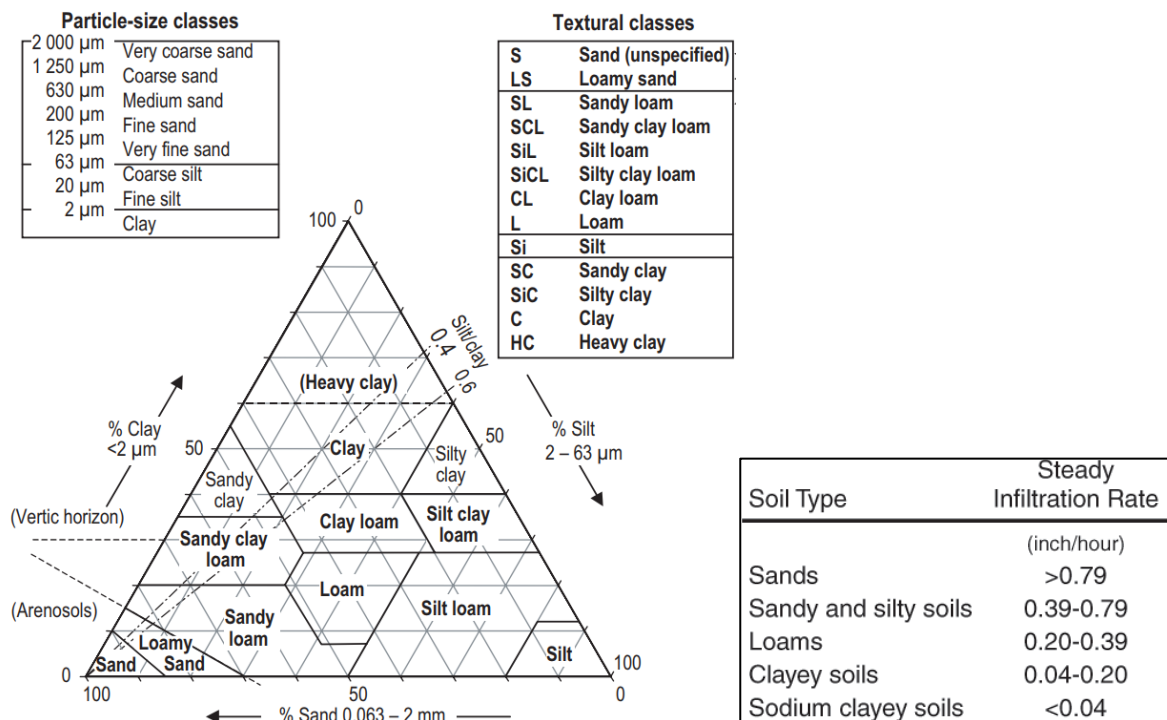 Particle-size classes
2 000 µm
Very coarse sand
1 250 µm
Coarse sand
630 µm
Medium sand
200 µm
Fine sand
125 µm
Very fine sand
63 µm
Coarse silt
20 µm
Fine silt
2 µm
Clay
Textural classes
S Sand (unspecified)
LS Loamy sand
SL Sandy loam
SCL Sandy clay loam
SiL Silt loam
SiCL Silty clay loam
CL Clay loam
L Loam
Si Silt
SC Sandy clay
SiC Silty clay
C Clay
HC Heavy clay
100 0
Silt/clay
0.4
0.6
(Heavy clay)
% Clay
<2 µm
50
Clay
Silty
clay
50
% Silt
2 – 63 µm
Sandy
clay
(Vertic horizon)
Sandy clay
loam
Clay loam
Silt clay
loam
(Arenosols)
Loam
Sandy
loam
Silt loam
Loamy
Sand
Sand
Silt
0
100
100
50
0
% Sand 0.063 – 2 mm
Soil Type
Steady
Infiltration Rate
(inch/hour)
Sands >0.79
Sandy and silty soils 0.39-0.79
Loams 0.20-0.39
Clayey soils 0.04-0.20
Sodium clayey soils <0.04